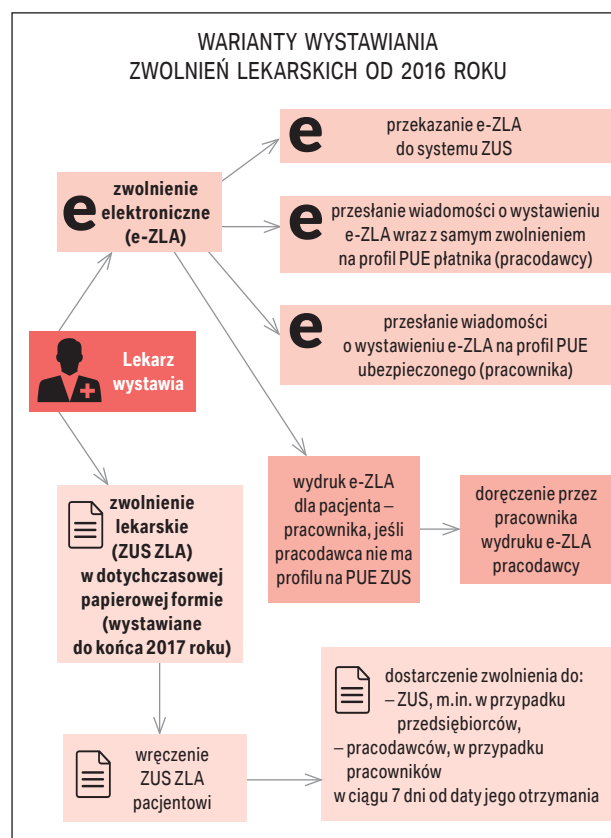 WARIANTY WYSTAWIANIA
ZWOLNIEŃ LEKARSKICH OD 2016 ROKU
e
przekazanie e-ZLA
do systemu ZUS
e
zwolnienie
elektroniczne
(e-ZLA)
e
przesłanie wiadomości o wystawieniu
e-ZLA wraz z samym zwolnieniem
na profil PUE płatnika (pracodawcy)
e
przesłanie wiadomości
o wystawieniu e-ZLA na profil PUE
ubezpieczonego (pracownika)
Lekarz
wystawia
wydruk e-ZLA
dla pacjenta –
pracownika, jeśli
pracodawca nie ma
profilu na PUE ZUS
doręczenie przez
pracownika
wydruku e-ZLA
pracodawcy
zwolnienie
lekarskie
(ZUS ZLA)
w dotychczasowej
papierowej formie
(wystawiane
do końca 2017 roku)
wręczenie
ZUS ZLA
pacjentowi
dostarczenie zwolnienia do:
– ZUS, m.in. w przypadku
przedsiębiorców,
– pracodawców, w przypadku
pracowników
w ciągu 7 dni od daty jego otrzymania